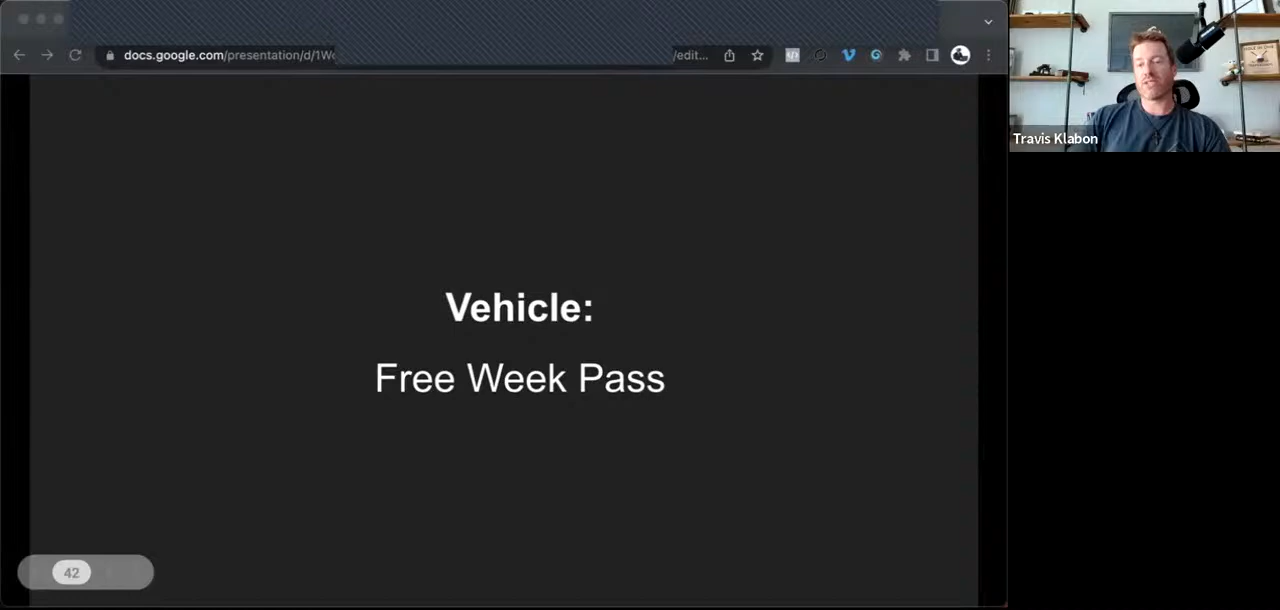 docs.google.com/presentation/d/1W
/edit...
Vehicle:
Free Week Pass
42
Travis Klabon